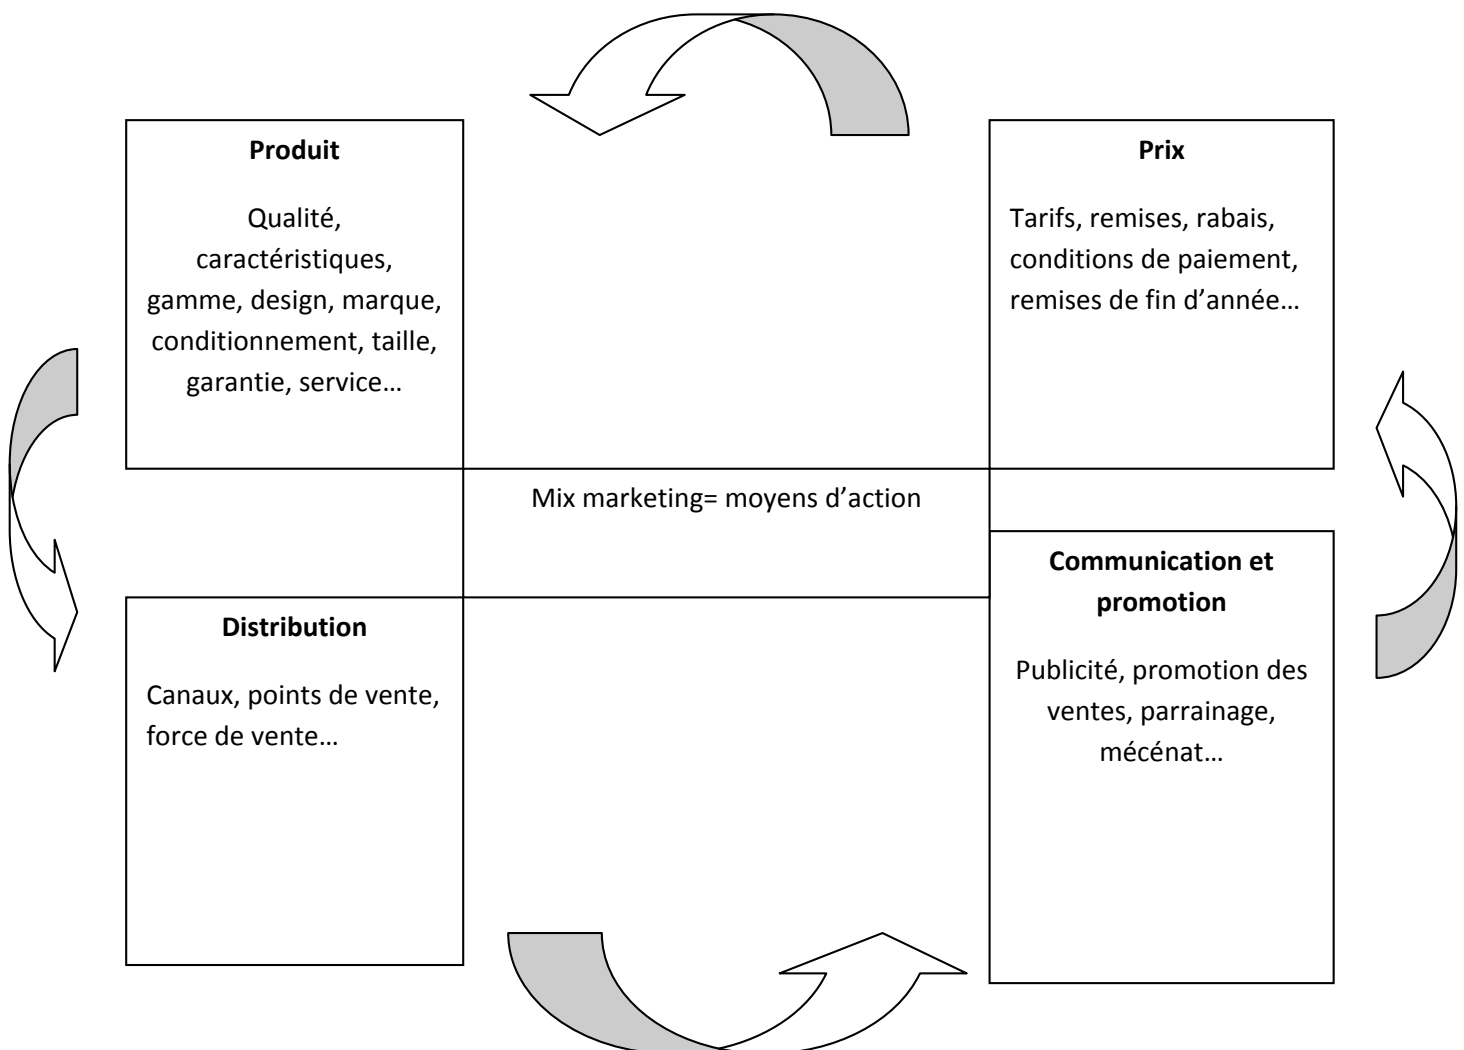 Produit
Qualité,
caractéristiques,
gamme, design, marque,
conditionnement, taille,
garantie, service…
Prix
Tarifs, remises, rabais,
conditions de paiement,
remises de fin d’année…
Mix marketing= moyens d’action
Distribution
Canaux, points de vente,
force de vente…
Communication et
promotion
Publicité, promotion des
ventes, parrainage,
mécénat…